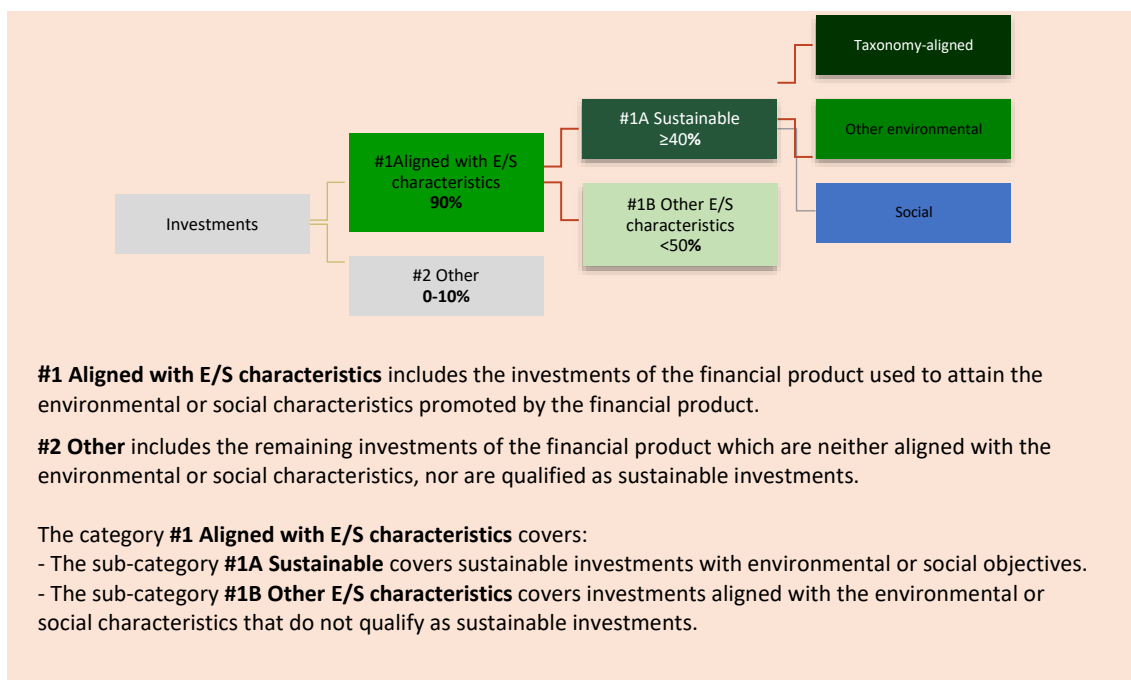 Taxonomy-aligned
#1A Sustainable
≥40%
Other environmental
#1Aligned with E/S
characteristics
90%
#1B Other E/S
characteristics
<50%
Social
Investments
#2 Other
0-10%
#1 Aligned with E/S characteristics includes the investments of the financial product used to attain the
environmental or social characteristics promoted by the financial product.
#2 Other includes the remaining investments of the financial product which are neither aligned with the
environmental or social characteristics, nor are qualified as sustainable investments.
The category #1 Aligned with E/S characteristics covers:
- The sub-category #1A Sustainable covers sustainable investments with environmental or social objectives.
- The sub-category #1B Other E/S characteristics covers investments aligned with the environmental or
social characteristics that do not qualify as sustainable investments.